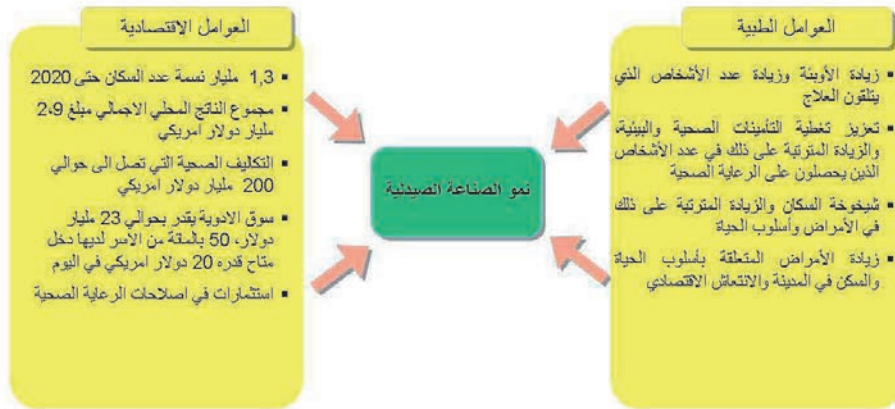 العوامل الطبية
▪ زيادة الأوبئة وزيادة عدد الأشخاص الذي
يتلقون العلاج
▪ تعزيز تغطية التأمينات الصحية والبيئية،
والزيادة المترتبة على ذلك في عدد الأشخاص
الذين يحصلون على الرعاية الصحية
▪ شيخوخة السكان والزيادة المترتبة على ذلك
في الأمراض وأسلوب الحياة
▪ زيادة الأمراض المتعلقة بأسلوب الحياة
والسكن في المدينة والانتعاش الاقتصادي
نمو الصناعة الصيدلية
العوامل الاقتصادية
▪ 1,3 مليار نسمة عدد السكان حتى 2020
▪ مجموع الناتج المحلي الاجمالي مبلغ 2،9
مليار دولار امريكي
▪ التكاليف الصحية التي تصل الى حوالي
200 مليار دولار امريكي
▪ سوق الادوية يقدر بحوالي 23 مليار
دولار، 50 بالمائة من الأسر لديها دخل
متاح قدره 20 دولار امريكي في اليوم
▪ استثمارات في اصلاحات الرعاية الصحية